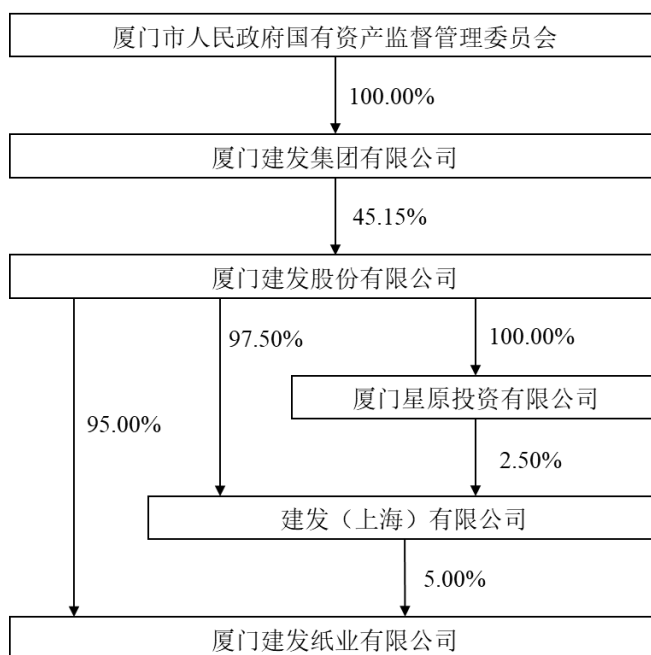 厦门市人民政府国有资产监督管理委员会
100.00%
厦门建发集团有限公司
45.15%
厦门建发股份有限公司
97.50%
100.00%
厦门星原投资有限公司
95.00%
2.50%
建发（上海）有限公司
5.00%
厦门建发纸业有限公司